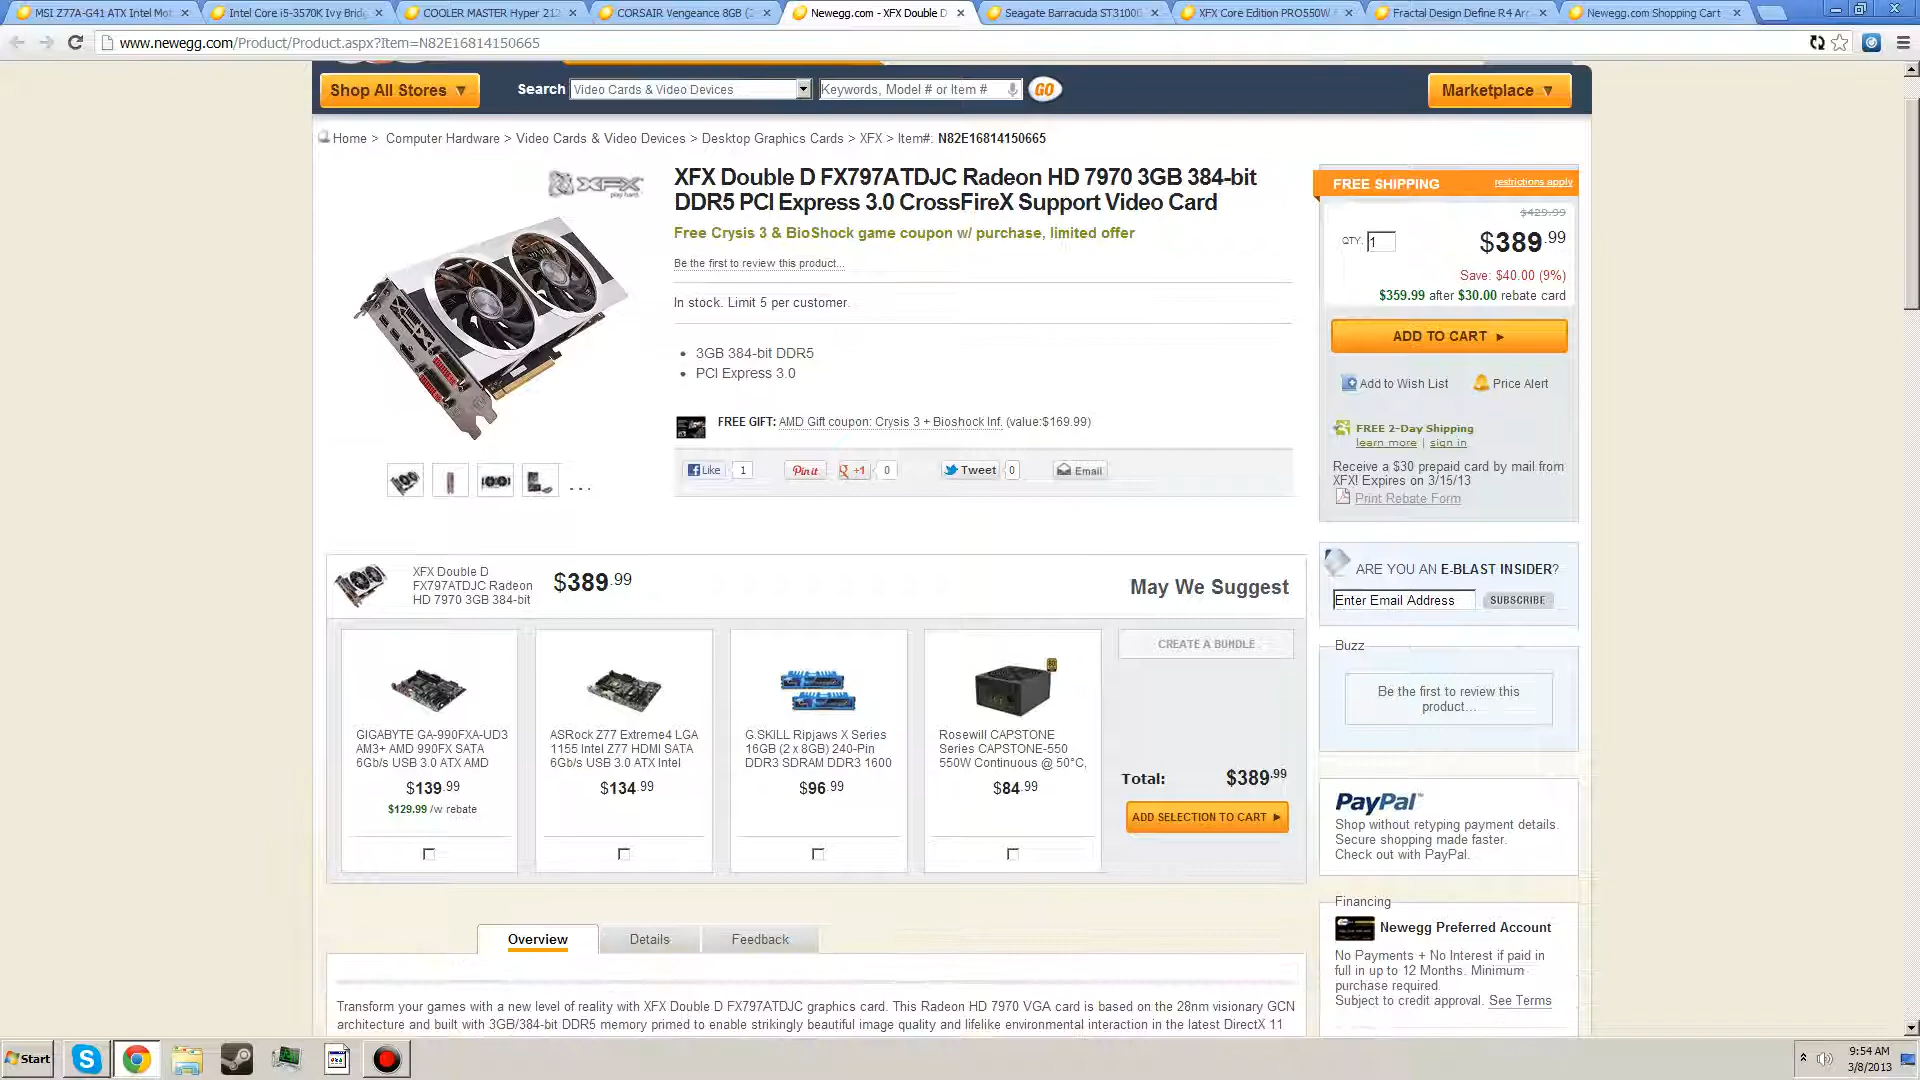 MSI Z77A-G41 ATX Intel Mot
Intel Core i5-3570K Ivy Bridg
COOLER MASTER Hyper 212
CORSAIR Vengeance 8GB (2
Newegg.com - XFX Double D
Seagate Barracuda ST3100
XFX Core Edition PRO550W
Fractal Design Define R4 Ar
Newegg.com Shopping Cart
www.newegg.com/Product/Product.aspx?Item=N82E16814150665
Shop All Stores ▼
Search
Video Cards & Video Devices
Keywords, Model # or Item #
GO
Marketplace ▼
Home > Computer Hardware > Video Cards & Video Devices > Desktop Graphics Cards > XFX > Item#: N82E16814150665
XFX
play hard.
XFX Double D FX797ATDJC Radeon HD 7970 3GB 384-bit
DDR5 PCI Express 3.0 CrossFireX Support Video Card
Free Crysis 3 & BioShock game coupon w/ purchase, limited offer
Be the first to review this product...
In stock. Limit 5 per customer.
• 3GB 384-bit DDR5
• PCI Express 3.0
FREE GIFT: AMD Gift coupon: Crysis 3 + Bioshock Inf. (value:$169.99)
Like 1
Pin it
+1 0
Tweet 0
Email
...
FREE SHIPPING restrictions apply
$429.99
QTY. 1
$389.99
Save: $40.00 (9%)
$359.99 after $30.00 rebate card
ADD TO CART ►
Add to Wish List
Price Alert
FREE 2-Day Shipping
learn more | sign in
Receive a $30 prepaid card by mail from
XFX! Expires on 3/15/13
Print Rebate Form
XFX Double D
FX797ATDJC Radeon
HD 7970 3GB 384-bit
$389.99
May We Suggest
GIGABYTE GA-990FXA-UD3
AM3+ AMD 990FX SATA
6Gb/s USB 3.0 ATX AMD
$139.99
$129.99 /w rebate
ASRock Z77 Extreme4 LGA
1155 Intel Z77 HDMI SATA
6Gb/s USB 3.0 ATX Intel
$134.99
G.SKILL Ripjaws X Series
16GB (2 x 8GB) 240-Pin
DDR3 SDRAM DDR3 1600
$96.99
Rosewill CAPSTONE
Series CAPSTONE-550
550W Continuous @ 50°C,
$84.99
CREATE A BUNDLE
Total: $389.99
ADD SELECTION TO CART ►
ARE YOU AN E-BLAST INSIDER?
Enter Email Address
SUBSCRIBE
Buzz
Be the first to review this
product...
PayPal™
Shop without retyping payment details.
Secure shopping made faster.
Check out with PayPal.
Financing
Newegg Preferred Account
No Payments + No Interest if paid in
full in up to 12 Months. Minimum
purchase required.
Subject to credit approval. See Terms
Overview
Details
Feedback
Transform your games with a new level of reality with XFX Double D FX797ATDJC graphics card. This Radeon HD 7970 VGA card is based on the 28nm visionary GCN
architecture and built with 3GB/384-bit DDR5 memory primed to enable strikingly beautiful image quality and lifelike environmental interaction in the latest DirectX 11
Start
9:54 AM
3/8/2013